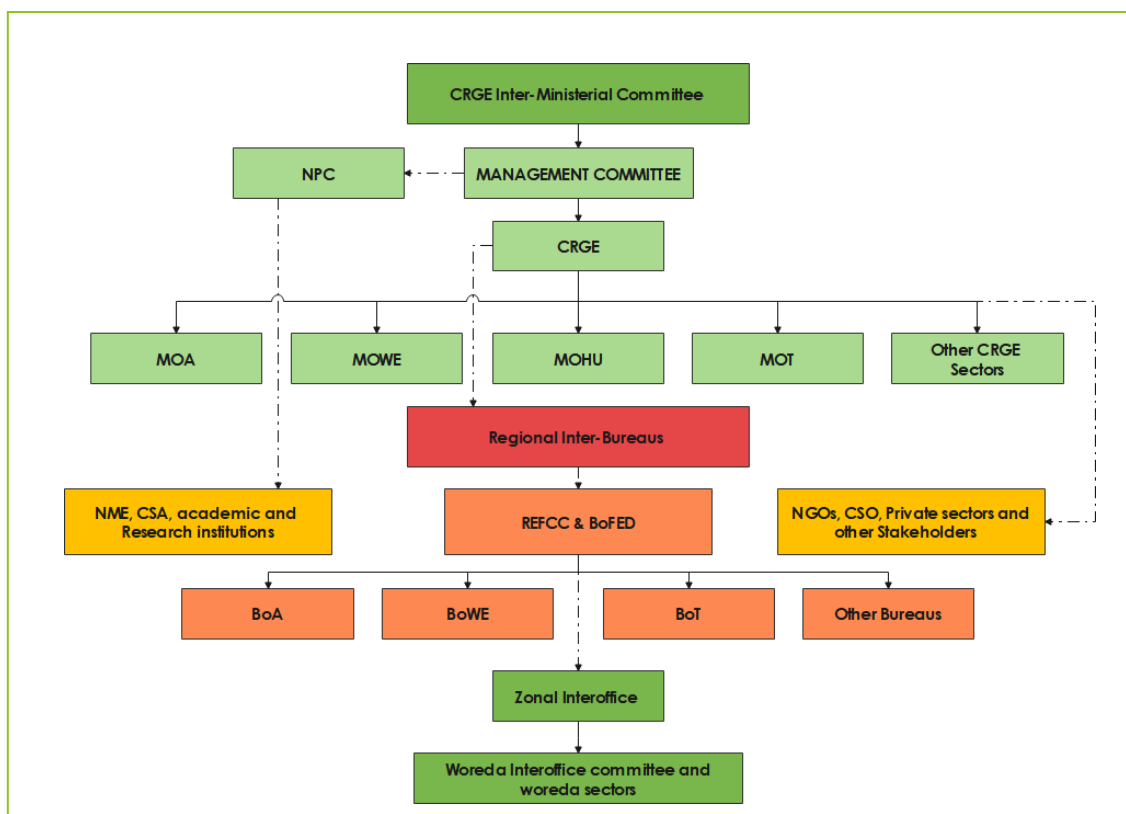 CRGE Inter-Ministerial Committee
NPC
MANAGEMENT COMMITTEE
CRGE
MOA
MOWE
MOHU
MOT
Other CRGE
Sectors
Regional Inter-Bureaus
NME, CSA, academic and
Research institutions
REFCC & BoFED
NGOs, CSO, Private sectors and
other Stakeholders
BoA
BoWE
BoT
Other Bureaus
Zonal Interoffice
Woreda Interoffice committee and
woreda sectors